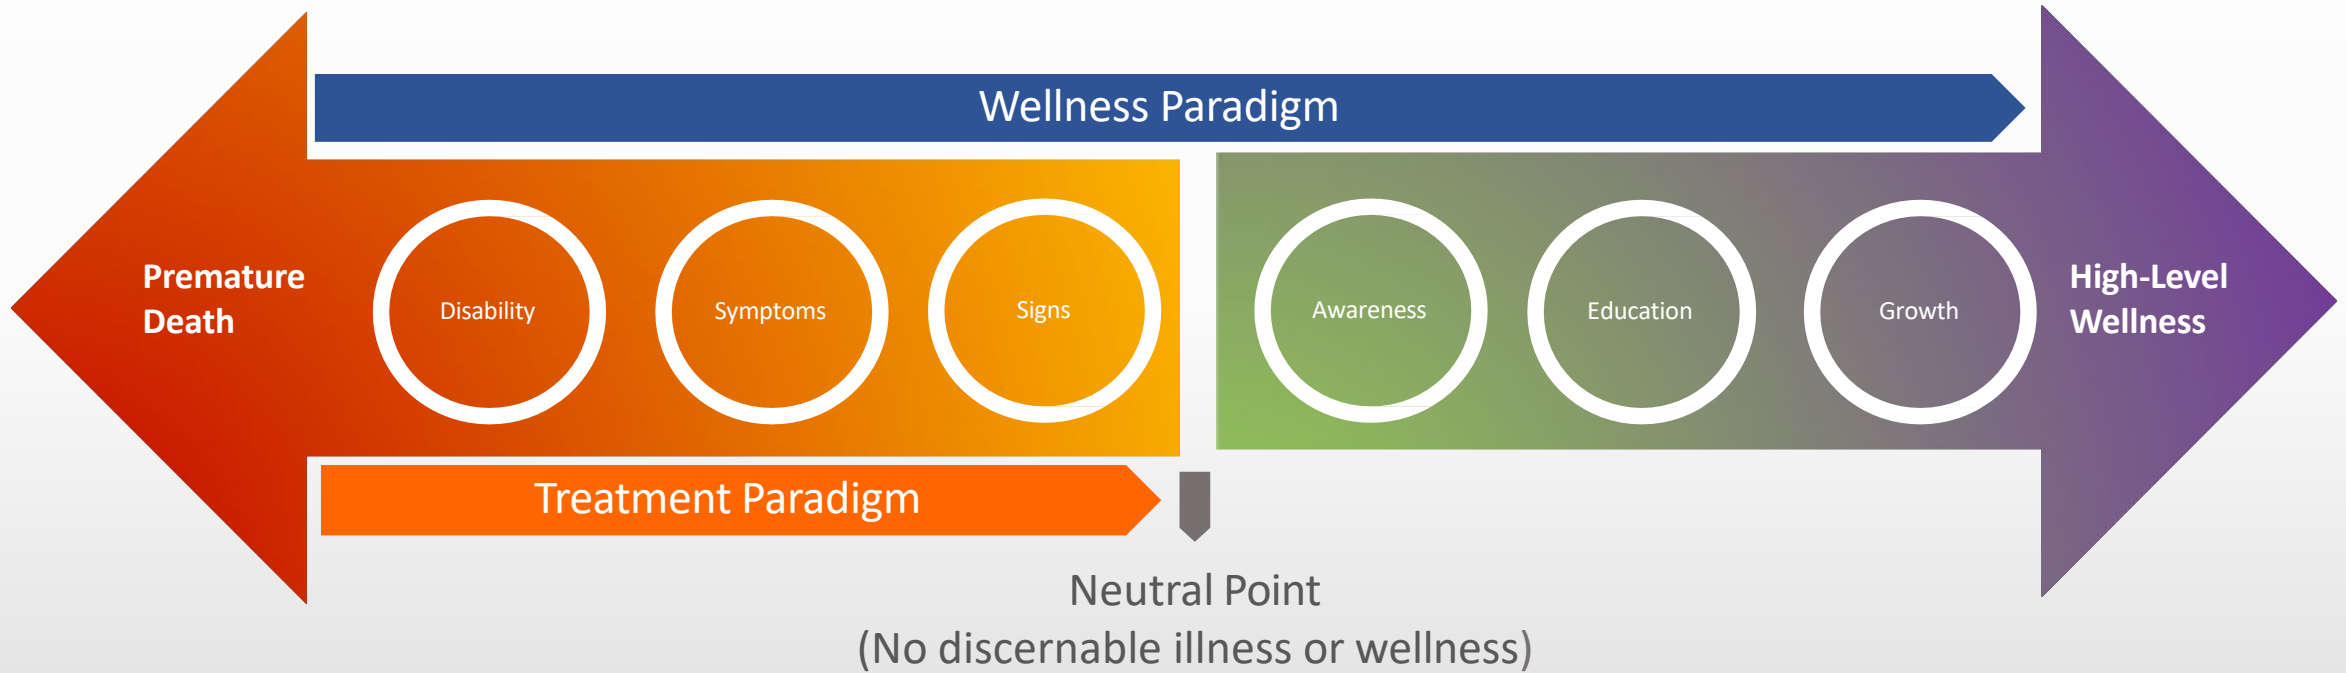 Wellness Paradigm
Premature
Death
Disability
Symptoms
Signs
Awareness
Education
Growth
High-Level
Wellness
Treatment Paradigm
Neutral Point
(No discernable illness or wellness)